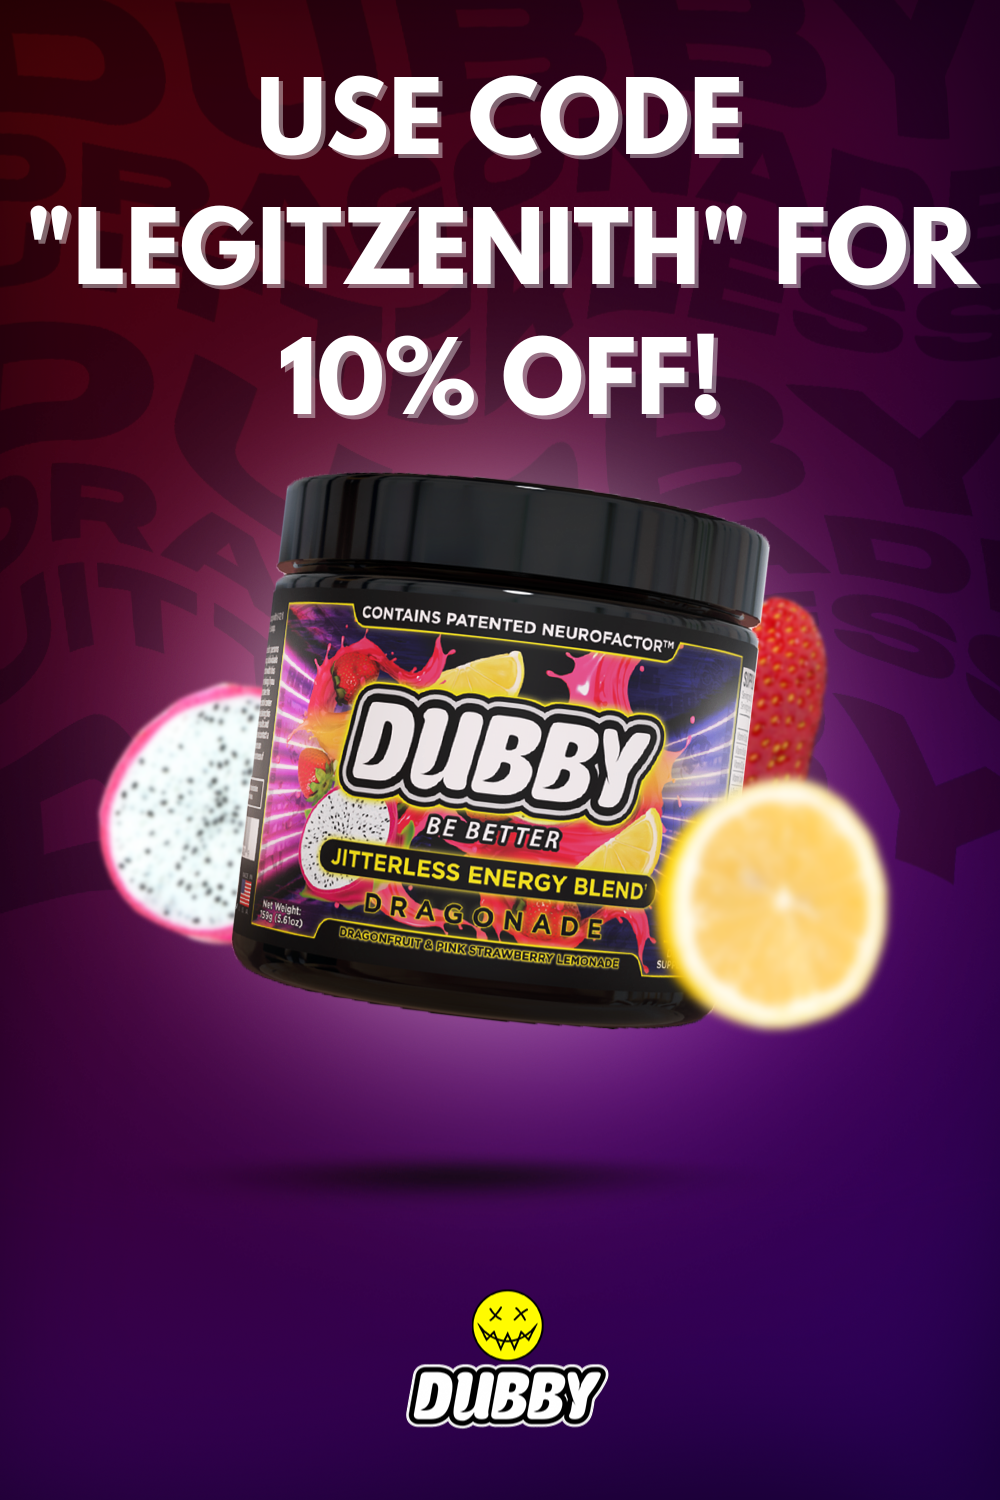 USE CODE
"LEGITZENITH" FOR
10% OFF!
CONTAINS PATENTED NEUROFACTOR™
DUBBY
BE BETTER
JITTERLESS ENERGY BLEND
DRAGONADE
DRAGONFRUIT & PINK STRAWBERRY LEMONADE
Net Weight:
159g (5.61oz)
DUBBY